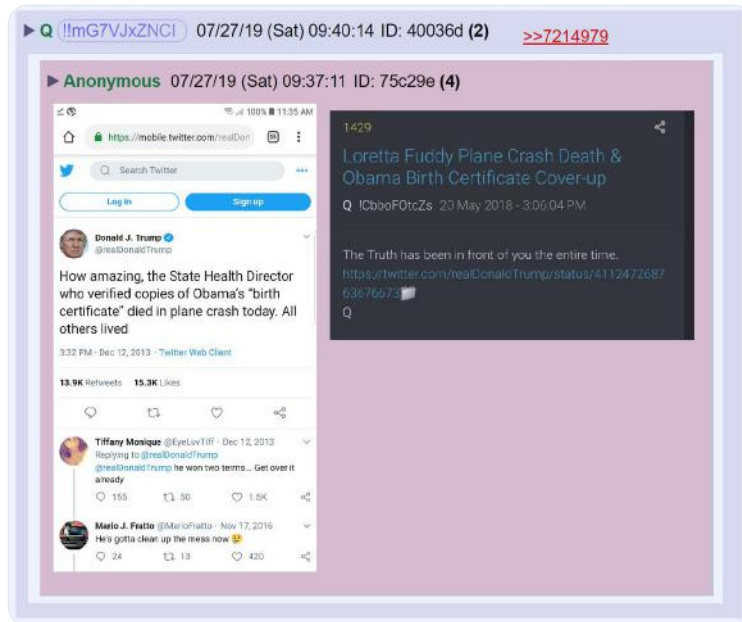 Q !!mG7VJxZNCI 07/27/19 (Sat) 09:40:14 ID: 40036d (2) >>7214979
Anonymous 07/27/19 (Sat) 09:37:11 ID: 75c29e (4)
100% 11:35 AM
https://mobile.twitter.com/realDon
Search Twitter
Log in Sign up
Donald J. Trump
@realDonaldTrump
How amazing, the State Health Director
who verified copies of Obama's "birth
certificate" died in plane crash today. All
others lived
3:32 PM · Dec 12, 2013 · Twitter Web Client
13.9K Retweets 15.3K Likes
Tiffany Monique @EyeLuvTiff · Dec 12, 2013
Replying to @realDonaldTrump
@realDonaldTrump he won two terms... Get over it
already
155 50 1.5K
Mario J. Fratto @MarioFratto · Nov 17, 2016
He's gotta clean up the mess now
24 13 420
1429
Loretta Fuddy Plane Crash Death &
Obama Birth Certificate Cover-up
Q !CbboFOtcZs 20 May 2018 - 3:06:04 PM
The Truth has been in front of you the entire time.
https://twitter.com/realDonaldTrump/status/4112472687
63676673
Q